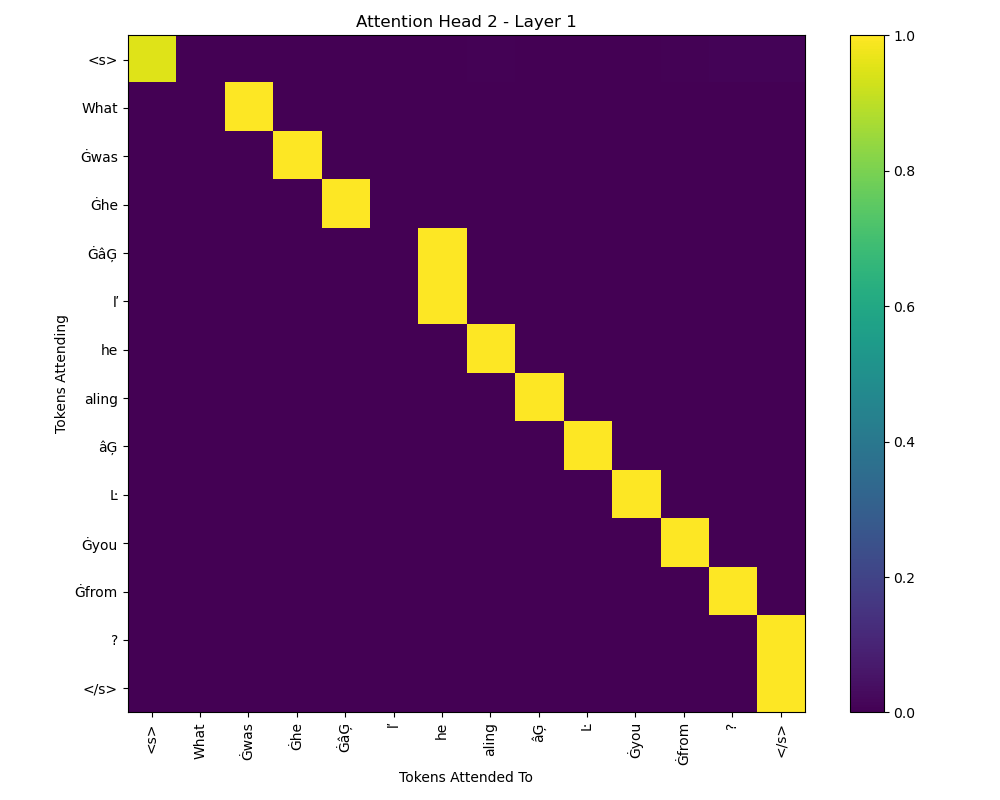 Attention Head 2 - Layer 1
Tokens Attending
<s>
What
Ġwas
Ġhe
ĠâĢ
ľ
he
aling
âĢ
Ŀ
Ġyou
Ġfrom
?
</s>
<s>
What
Ġwas
Ġhe
ĠâĢ
ľ
he
aling
âĢ
Ŀ
Ġyou
Ġfrom
?
</s>
Tokens Attended To
1.0
0.8
0.6
0.4
0.2
0.0